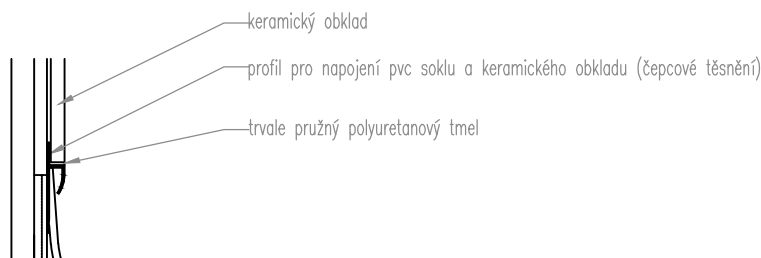 keramický obklad
profil pro napojení pvc soklu a keramického obkladu (čepcové těsnění)
trvale pružný polyuretanový tmel